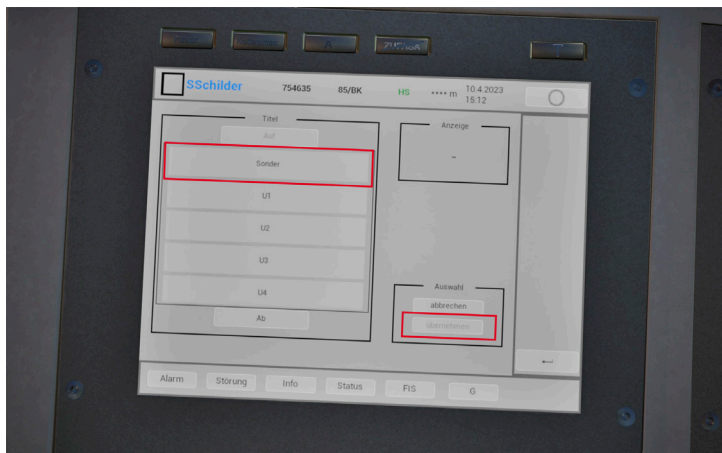 ZUFNSA
T
SSchilder 754635 85/BK HS •••• m 10.4.2023
15:12
Titel
Auf
Sonder
U1
U2
U3
U4
Ab
Anzeige
-
Auswahl
abbrechen
übernehmen
Alarm Störung Info Status FIS G